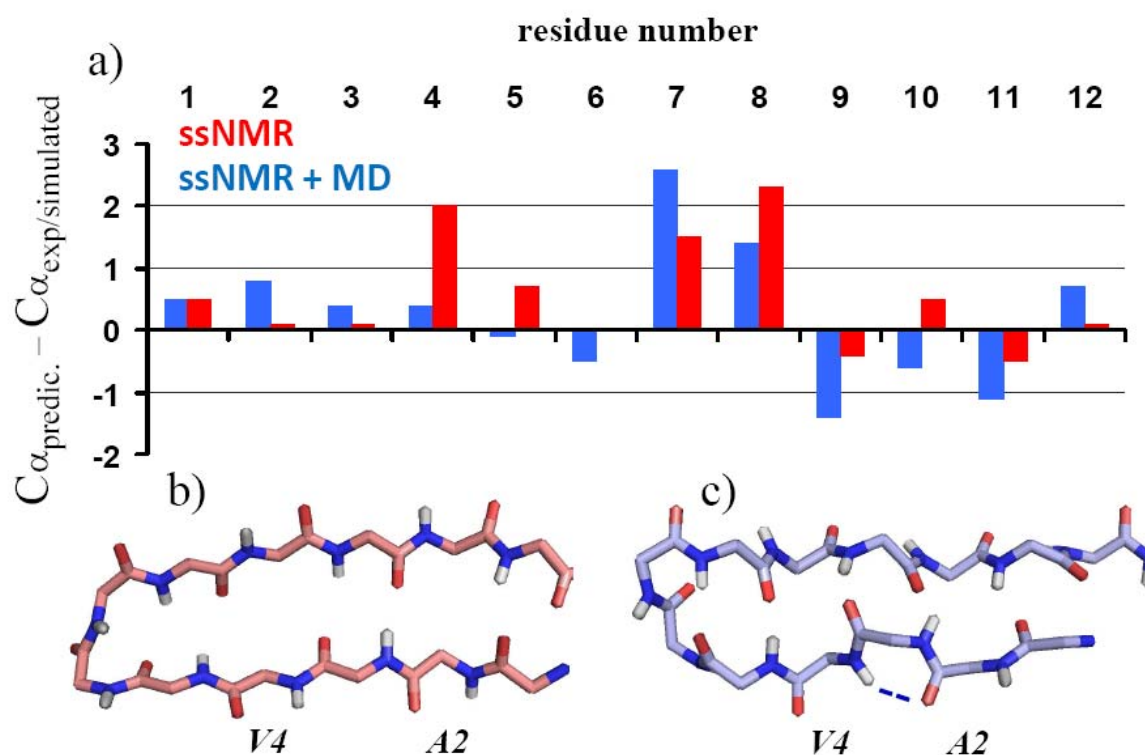 residue number
a)
1 2 3 4 5 6 7 8 9 10 11 12
ssNMR
ssNMR + MD
3
2
1
0
-1
-2
Cαpredic. – Cαexp/simulated
b)
c)
V4 A2
V4 A2